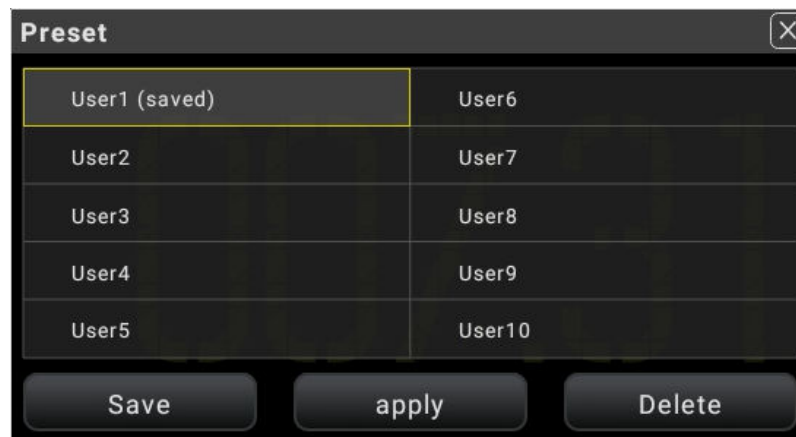 Preset
User1 (saved)
User6
User2
User7
User3
User8
User4
User9
User5
User10
Save
apply
Delete